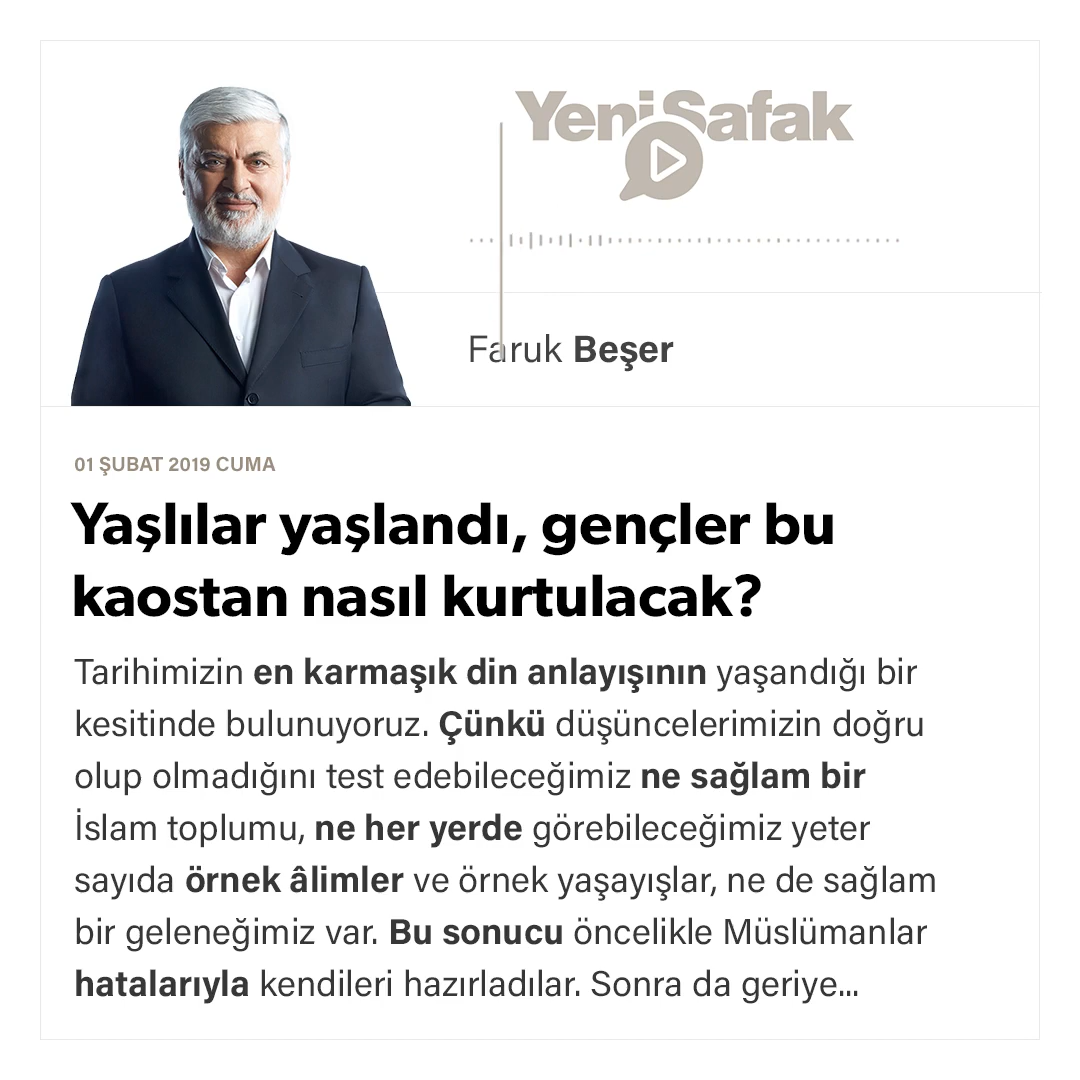 YeniŞafak
Faruk Beşer
01 ŞUBAT 2019 CUMA
Yaşlılar yaşlandı, gençler bu
kaostan nasıl kurtulacak?
Tarihimizin en karmaşık din anlayışının yaşandığı bir
kesitinde bulunuyoruz. Çünkü düşüncelerimizin doğru
olup olmadığını test edebileceğimiz ne sağlam bir
İslam toplumu, ne her yerde görebileceğimiz yeter
sayıda örnek âlimler ve örnek yaşayışlar, ne de sağlam
bir geleneğimiz var. Bu sonucu öncelikle Müslümanlar
hatalarıyla kendileri hazırladılar. Sonra da geriye...